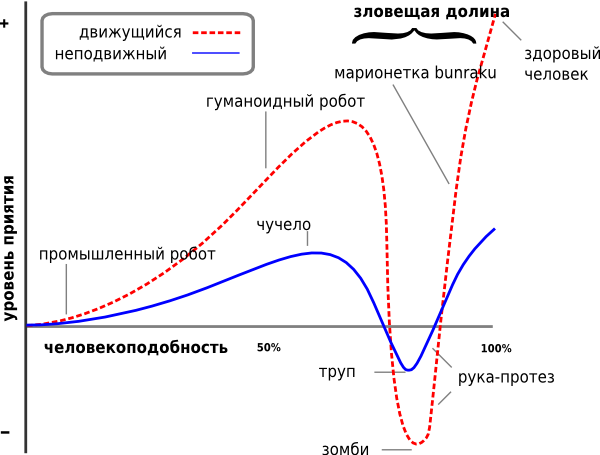 +
зловещая долина
движущийся
неподвижный
здоровый
человек
марионетка bunraku
гуманоидный робот
чучело
промышленный робот
уровень приятия
человекоподобность
50%
100%
труп
рука-протез
зомби
–